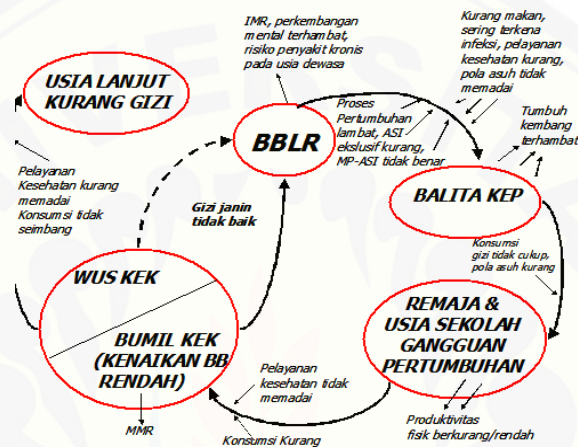 IMR, perkembangan
mental terhambat,
risiko penyakit kronis
pada usia dewasa
Kurang makan,
sering terkena
infeksi, pelayanan
kesehatan kurang,
pola asuh tidak
memadai
USIA LANJUT
KURANG GIZI
BBLR
Proses
Pertumbuhan
lambat, ASI
ekslusif kurang,
MP-ASI tidak benar
Tumbuh
kembang
terhambat
Pelayanan
Kesehatan kurang
memadai
Konsumsi tidak
seimbang
Gizi janin
tidak baik
BALITA KEP
Konsumsi
gizi tidak cukup,
pola asuh kurang
WUS KEK
BUMIL KEK
(KENAIKAN BB
RENDAH)
REMAJA &
USIA SEKOLAH
GANGGUAN
PERTUMBUHAN
Pelayanan
kesehatan tidak
memadai
MMR
Konsumsi Kurang
Produktivitas
fisik berkurang/rendah